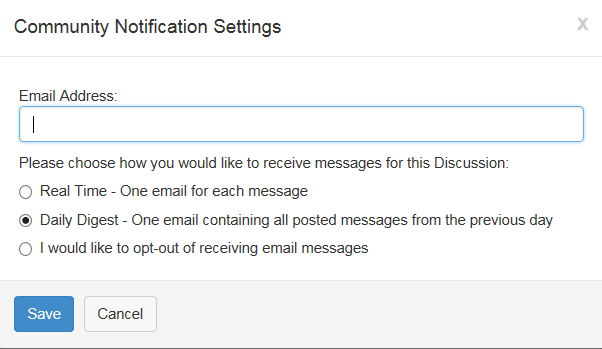 Community Notification Settings
x
Email Address:
Please choose how you would like to receive messages for this Discussion:
Real Time - One email for each message
Daily Digest - One email containing all posted messages from the previous day
I would like to opt-out of receiving email messages
Save
Cancel